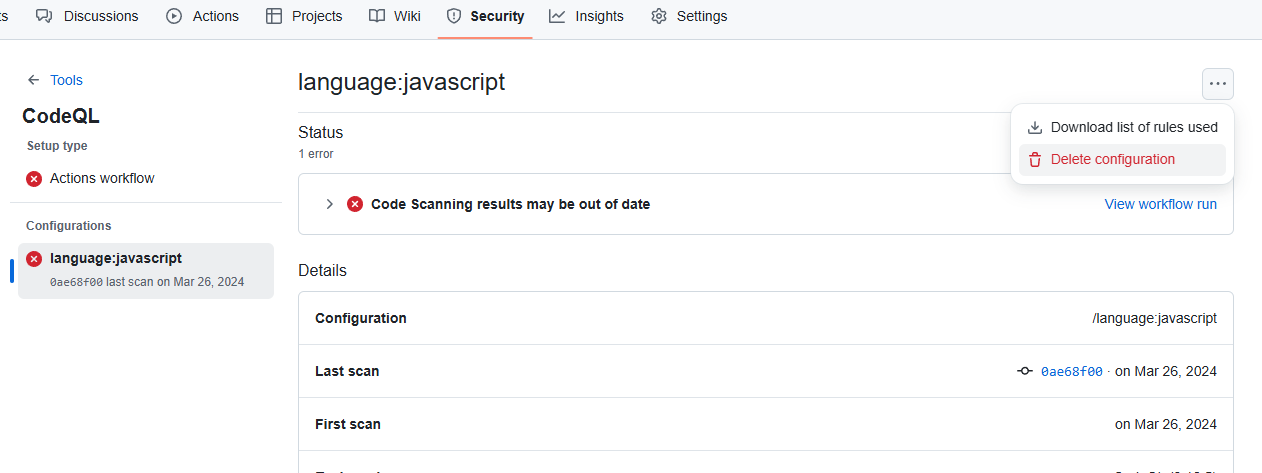 Discussions Actions Projects Wiki Security Insights Settings
Tools
CodeQL
Setup type
Actions workflow
Configurations
language:javascript
0ae68f00 last scan on Mar 26, 2024
language:javascript
Download list of rules used
Delete configuration
Status
1 error
Code Scanning results may be out of date View workflow run
Details
Configuration /language:javascript
Last scan 0ae68f00 · on Mar 26, 2024
First scan on Mar 26, 2024